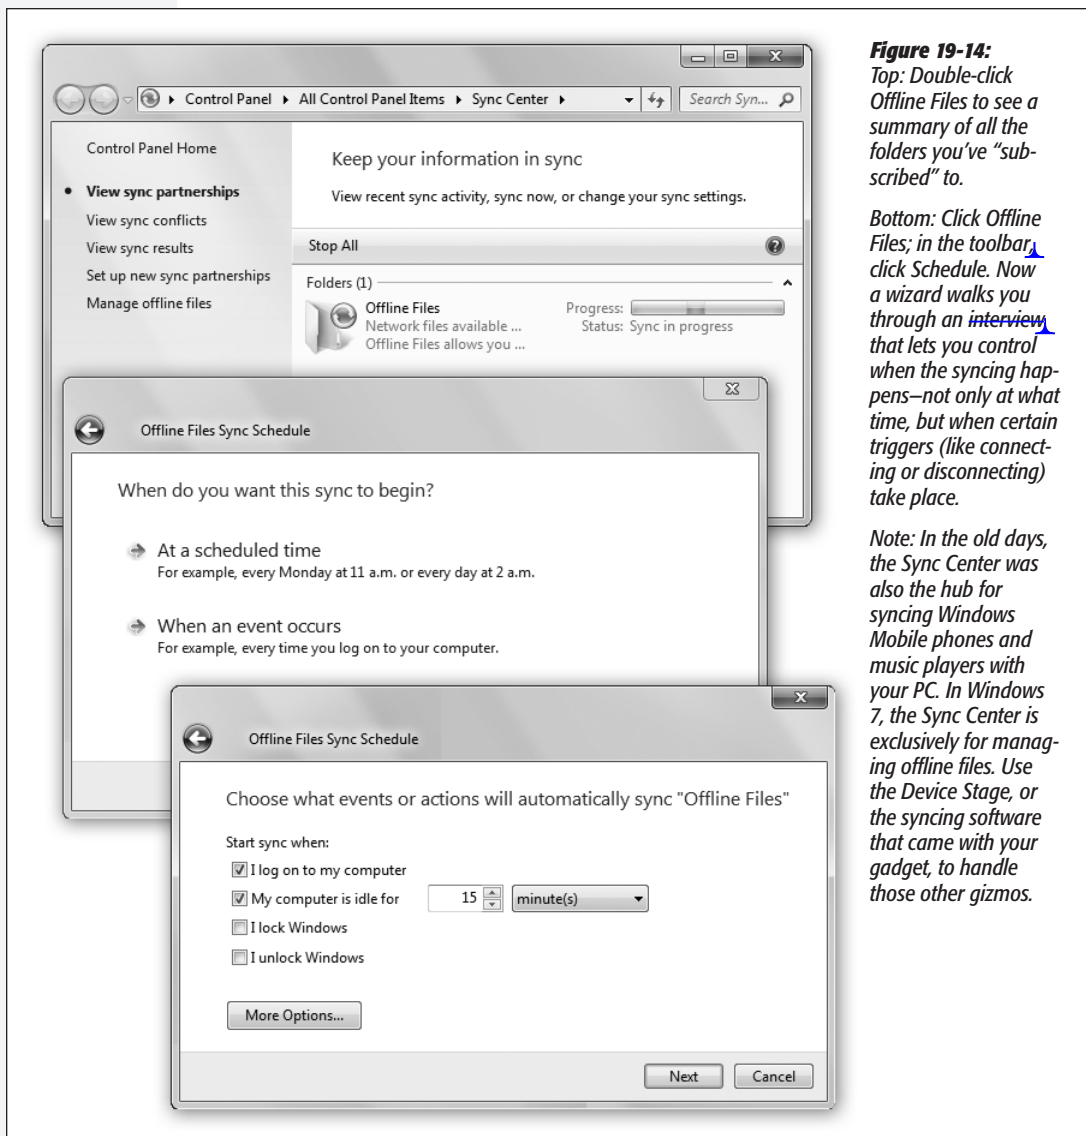 Control Panel
All Control Panel Items
Sync Center
Search Syn...
Control Panel Home
View sync partnerships
View sync conflicts
View sync results
Set up new sync partnerships
Manage offline files
Keep your information in sync
View recent sync activity, sync now, or change your sync settings.
Stop All
Folders (1)
Offline Files
Network files available ...
Offline Files allows you ...
Progress:
Status: Sync in progress
Offline Files Sync Schedule
When do you want this sync to begin?
At a scheduled time
For example, every Monday at 11 a.m. or every day at 2 a.m.
When an event occurs
For example, every time you log on to your computer.
Offline Files Sync Schedule
Choose what events or actions will automatically sync "Offline Files"
Start sync when:
I log on to my computer
My computer is idle for 15 minute(s)
I lock Windows
I unlock Windows
More Options...
Next Cancel
Figure 19-14:
Top: Double-click
Offline Files to see a
summary of all the
folders you’ve “sub-
scribed” to.
Bottom: Click Offline
Files; in the toolbar,
click Schedule. Now
a wizard walks you
through an interview
that lets you control
when the syncing hap-
pens—not only at what
time, but when certain
triggers (like connect-
ing or disconnecting)
take place.
Note: In the old days,
the Sync Center was
also the hub for
syncing Windows
Mobile phones and
music players with
your PC. In Windows
7, the Sync Center is
exclusively for manag-
ing offline files. Use
the Device Stage, or
the syncing software
that came with your
gadget, to handle
those other gizmos.